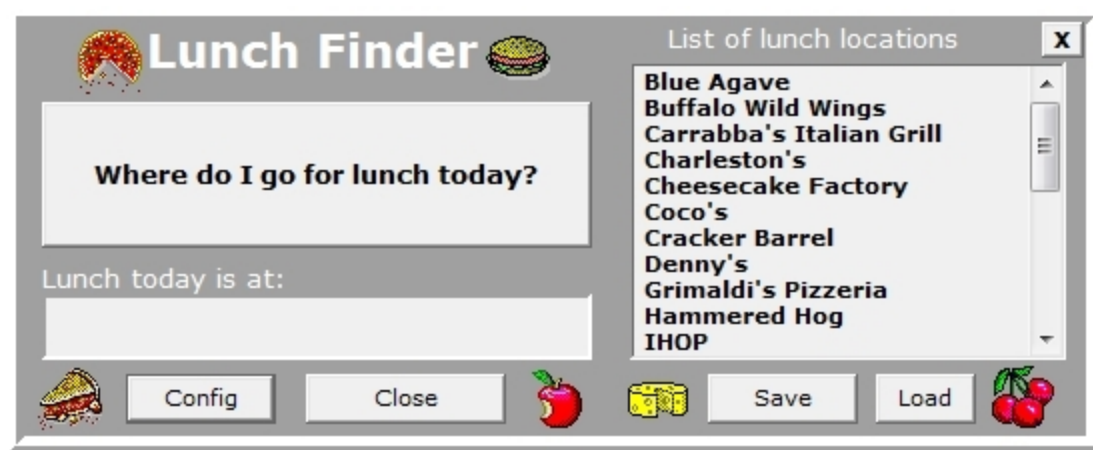 Lunch Finder
Where do I go for lunch today?
Lunch today is at:
Config
Close
List of lunch locations
X
Blue Agave
Buffalo Wild Wings
Carrabba's Italian Grill
Charleston's
Cheesecake Factory
Coco's
Cracker Barrel
Denny's
Grimaldi's Pizzeria
Hammered Hog
IHOP
Save
Load